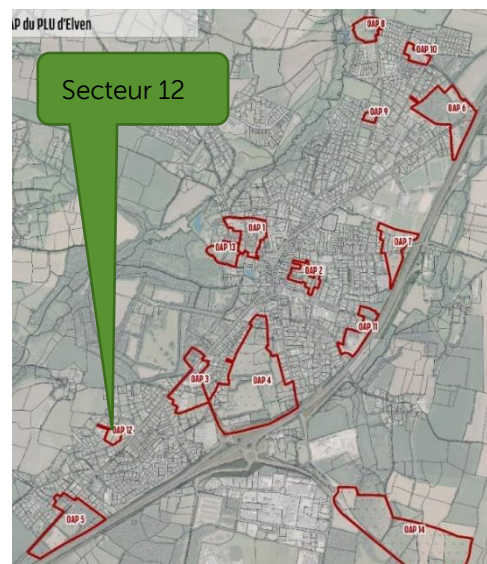 AP du PLU d'Elven
Secteur 12
OAP 8
OAP 10
OAP 6
OAP 9
OAP 1
OAP 13
OAP 7
OAP 2
OAP 11
OAP 3
OAP 4
OAP 12
OAP 5
OAP 14